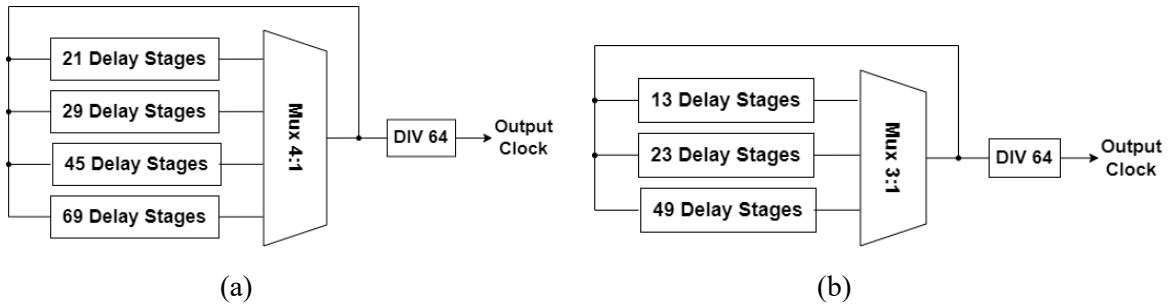 21 Delay Stages
29 Delay Stages
45 Delay Stages
69 Delay Stages
Mux 4:1
DIV 64
Output
Clock
(a)
13 Delay Stages
23 Delay Stages
49 Delay Stages
Mux 3:1
DIV 64
Output
Clock
(b)